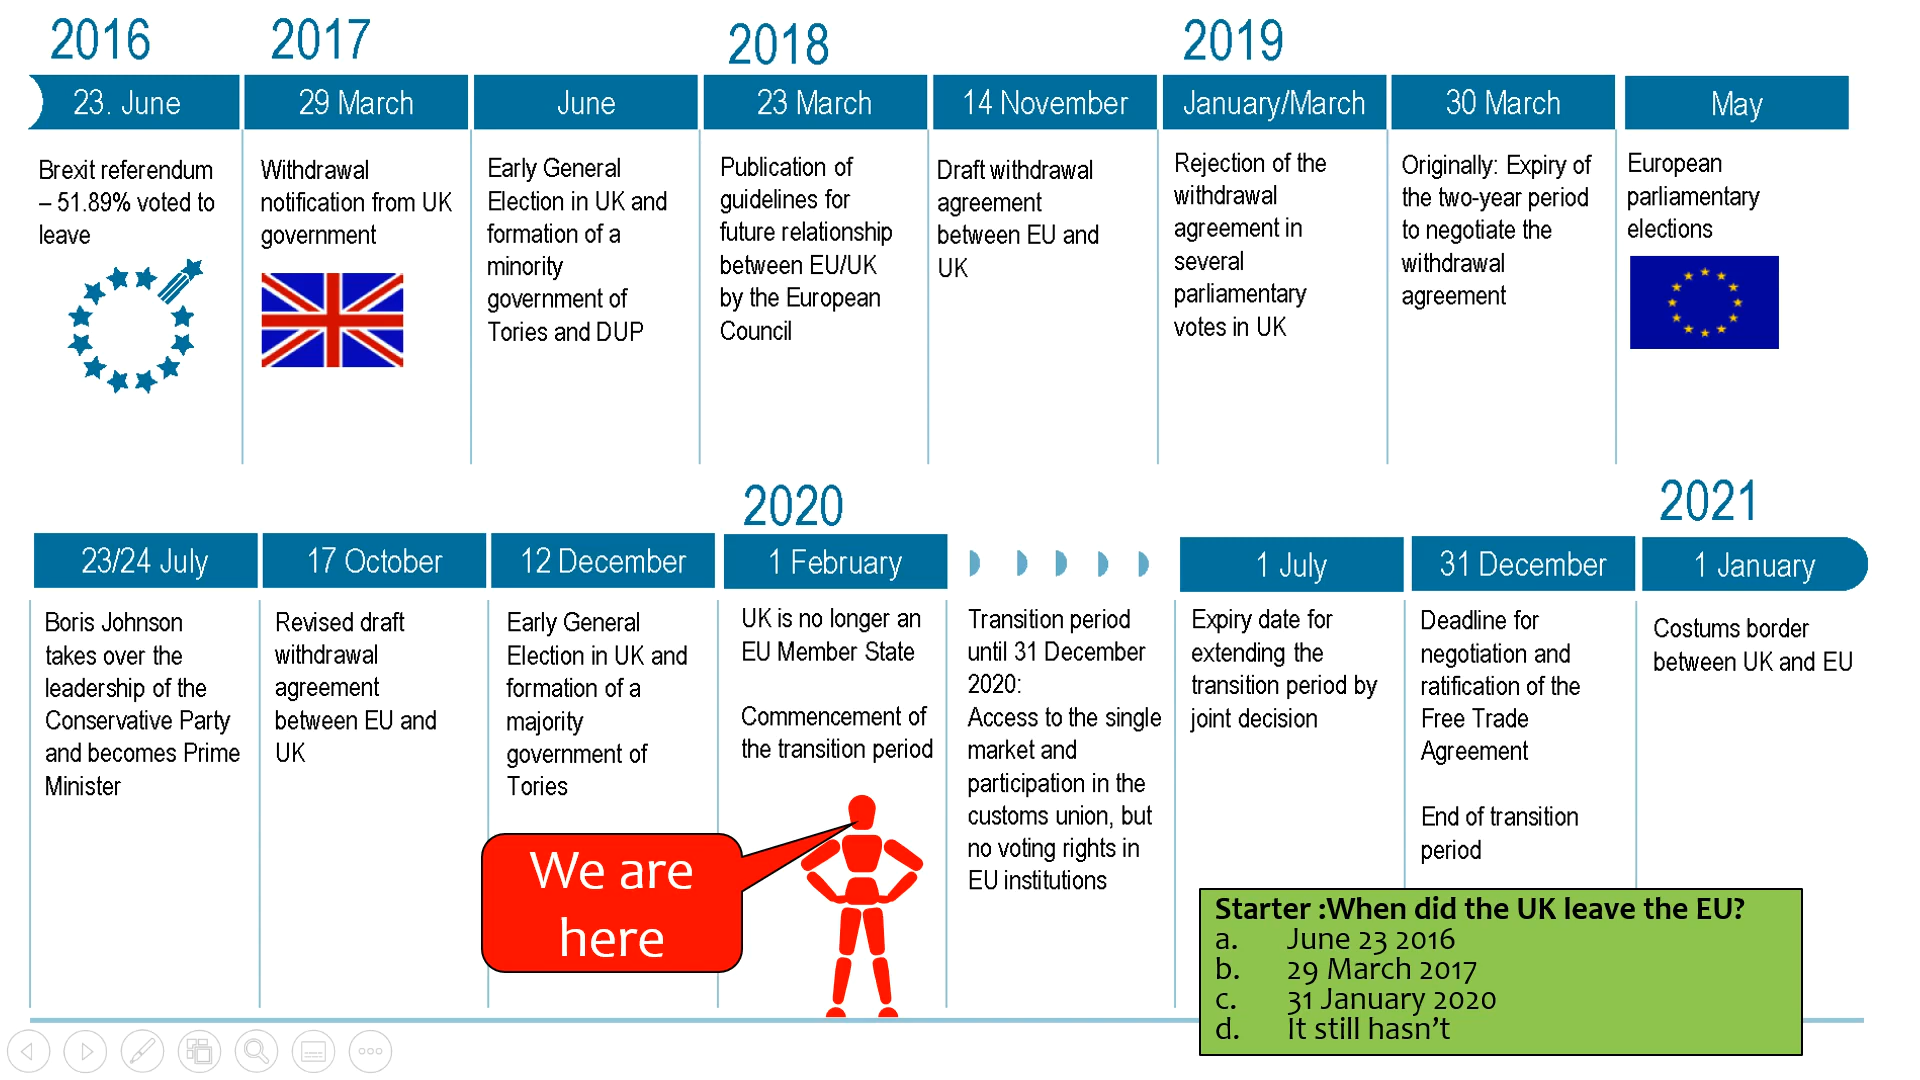 2016
2017
2018
2019
23. June
29 March
June
23 March
14 November
January/March
30 March
May
Brexit referendum
– 51.89% voted to
leave
Withdrawal
notification from UK
government
Early General
Election in UK and
formation of a
minority
government of
Tories and DUP
Publication of
guidelines for
future relationship
between EU/UK
by the European
Council
Draft withdrawal
agreement
between EU and
UK
Rejection of the
withdrawal
agreement in
several
parliamentary
votes in UK
Originally: Expiry of
the two-year period
to negotiate the
withdrawal
agreement
European
parliamentary
elections
2020
2021
23/24 July
17 October
12 December
1 February
1 July
31 December
1 January
Boris Johnson
takes over the
leadership of the
Conservative Party
and becomes Prime
Minister
Revised draft
withdrawal
agreement
between EU and
UK
Early General
Election in UK and
formation of a
majority
government of
Tories
UK is no longer an
EU Member State
Commencement of
the transition period
Transition period
until 31 December
2020:
Access to the single
market and
participation in the
customs union, but
no voting rights in
EU institutions
Expiry date for
extending the
transition period by
joint decision
Deadline for
negotiation and
ratification of the
Free Trade
Agreement
End of transition
period
Costums border
between UK and EU
We are
here
Starter :When did the UK leave the EU?
a. June 23 2016
b. 29 March 2017
c. 31 January 2020
d. It still hasn't